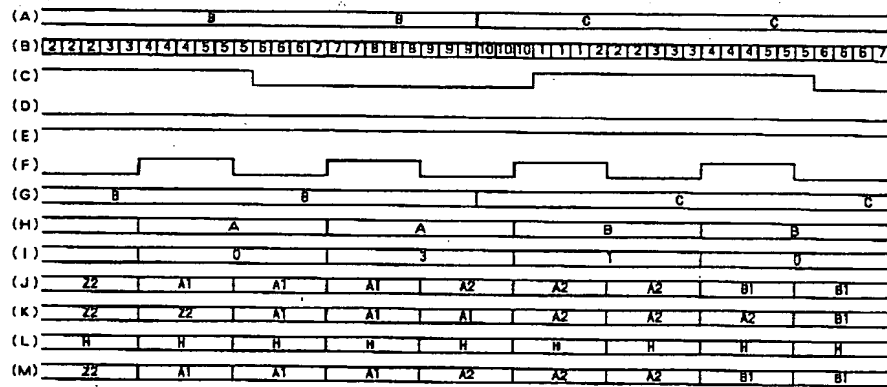 (A) B B C C
(B) 2 2 2 3 3 4 4 4 5 5 5 6 6 6 7 7 7 8 8 8 9 9 9 10 10 10 1 1 1 2 2 2 3 3 3 4 4 4 5 5 5 6 6 6 7
(C)
(D)
(E)
(F)
(G) B B C C
(H) A A B B
(I) 0 3 1 0
(J) Z2 A1 A1 A1 A2 A2 A2 B1 B1
(K) Z2 Z2 A1 A1 A1 A2 A2 A2 B1
(L) H H H H H H H H H
(M) Z2 A1 A1 A1 A2 A2 A2 B1 B1